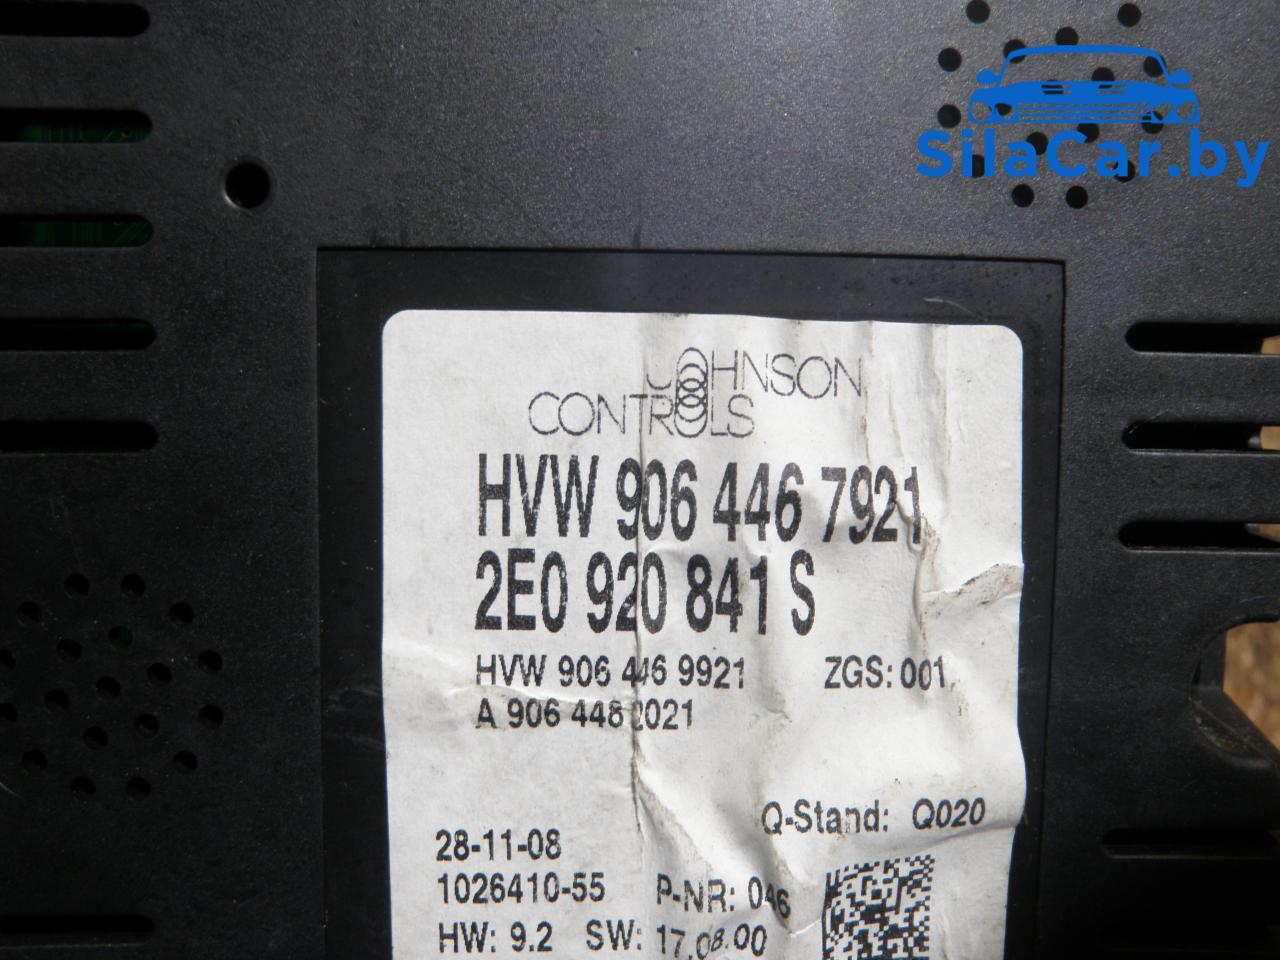 SilaCar.by
JOHNSON
CONTROLS
HVW 906 446 7921
2E0 920 841 S
HVW 906 446 9921 ZGS: 001
A 906 448 2021
Q-Stand: Q020
28-11-08
1026410-55 P-NR: 046
HW: 9.2 SW: 17.08.00